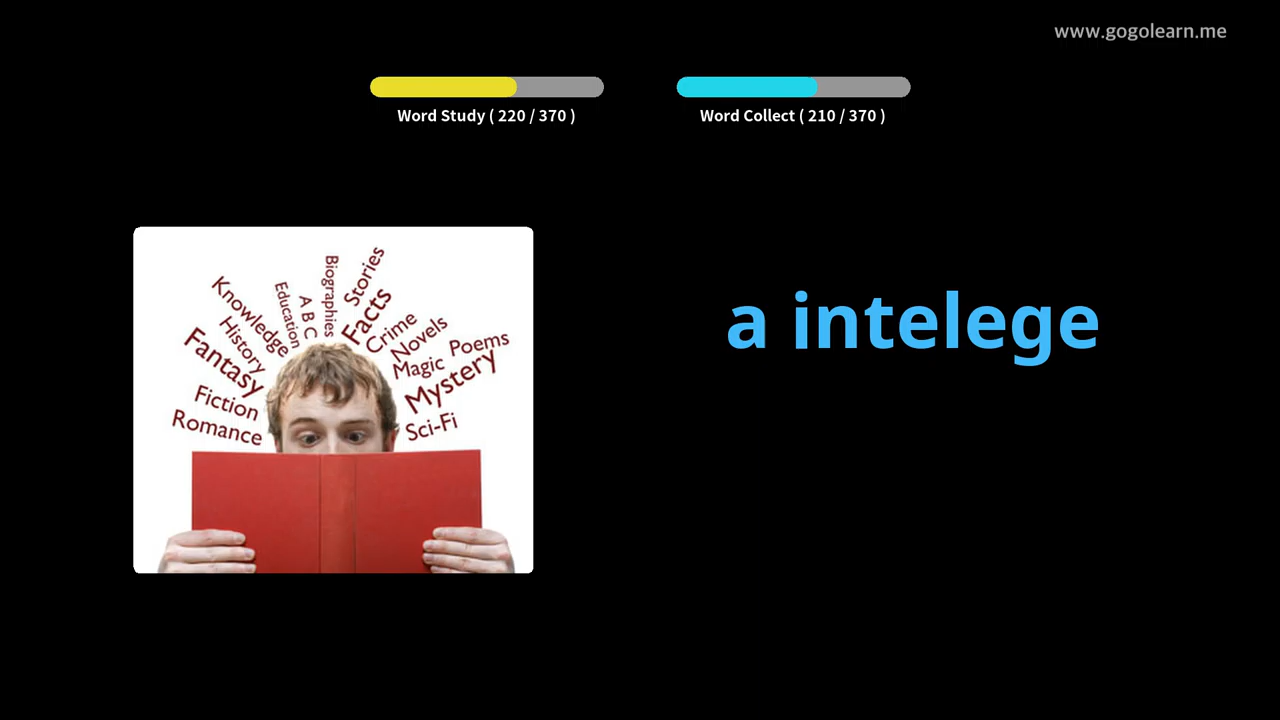 www.gogolearn.me
Word Study ( 220 / 370 )
Word Collect ( 210 / 370 )
Biographies
Stories
Knowledge
Education
A B C
Facts
Crime
History
Novels
Poems
Fantasy
Magic
Mystery
Fiction
Romance
Sci-Fi
a intelege